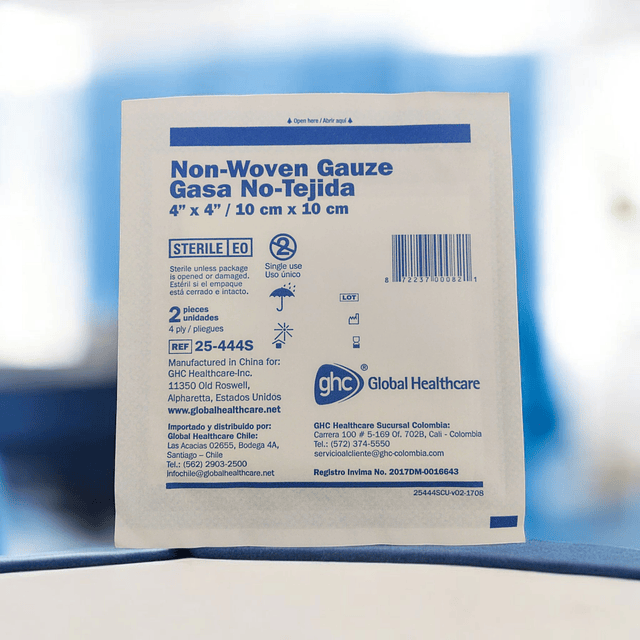 Open here / Abrir aquí
Non-Woven Gauze
Gasa No-Tejida
4” x 4” / 10 cm x 10 cm
STERILE EO
2
Single use
Uso único
Sterile unless package
is opened or damaged.
Estéril si el empaque
está cerrado e intacto.
2 pieces
unidades
4 ply / pliegues
REF 25-444S
LOT
8 72237 00082 1
Manufactured in China for:
GHC Healthcare-Inc.
11350 Old Roswell,
Alpharetta, Estados Unidos
www.globalhealthcare.net
ghc® Global Healthcare
Importado y distribuido por:
Global Healthcare Chile:
Las Acacias 02655, Bodega 4A,
Santiago – Chile
Tel.: (562) 2903-2500
infochile@globalhealthcare.net
GHC Healthcare Sucursal Colombia:
Carrera 100 # 5-169 Of. 702B, Cali - Colombia
Tel.: (572) 374-5550
servicioalcliente@ghc-colombia.com
Registro Invima No. 2017DM-0016643
25444SCU-v02-1708